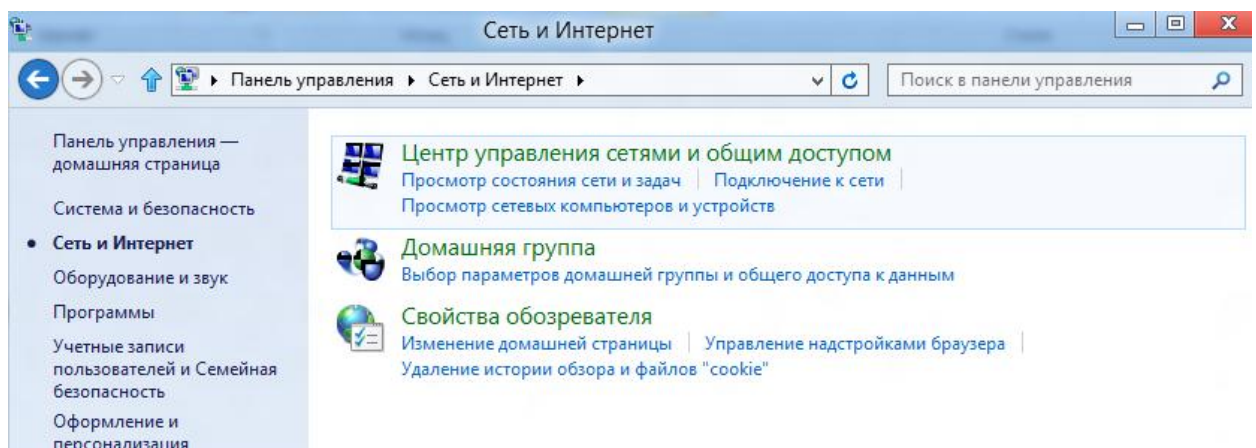 Сеть и Интернет
Панель управления Сеть и Интернет
Поиск в панели управления
Панель управления —
домашняя страница
Система и безопасность
Сеть и Интернет
Оборудование и звук
Программы
Учетные записи
пользователей и Семейная
безопасность
Оформление и
персонализация
Центр управления сетями и общим доступом
Просмотр состояния сети и задач Подключение к сети
Просмотр сетевых компьютеров и устройств
Домашняя группа
Выбор параметров домашней группы и общего доступа к данным
Свойства обозревателя
Изменение домашней страницы Управление надстройками браузера
Удаление истории обзора и файлов "cookie"